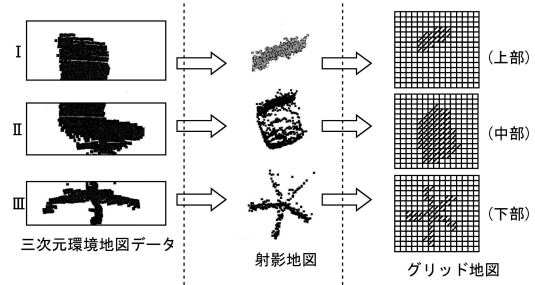 Ⅰ
(上部)
Ⅱ
(中部)
Ⅲ
(下部)
三次元環境地図データ
射影地図
グリッド地図